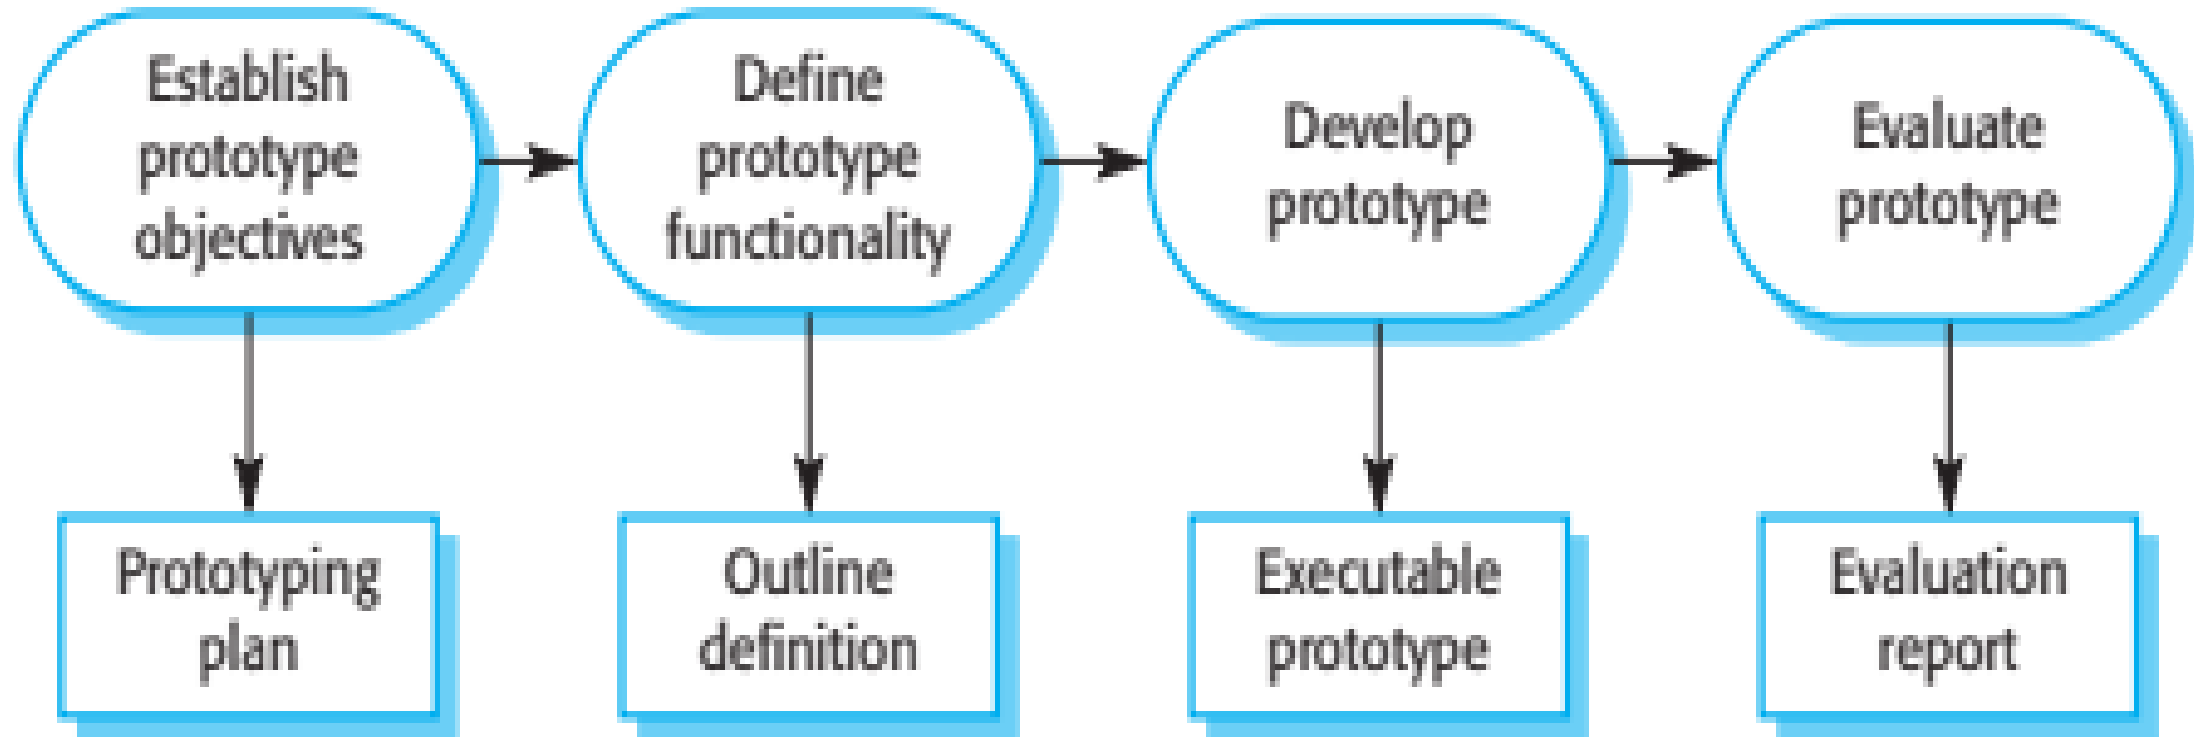 Establish
prototype
objectives
Define
prototype
functionality
Develop
prototype
Evaluate
prototype
Prototyping
plan
Outline
definition
Executable
prototype
Evaluation
report